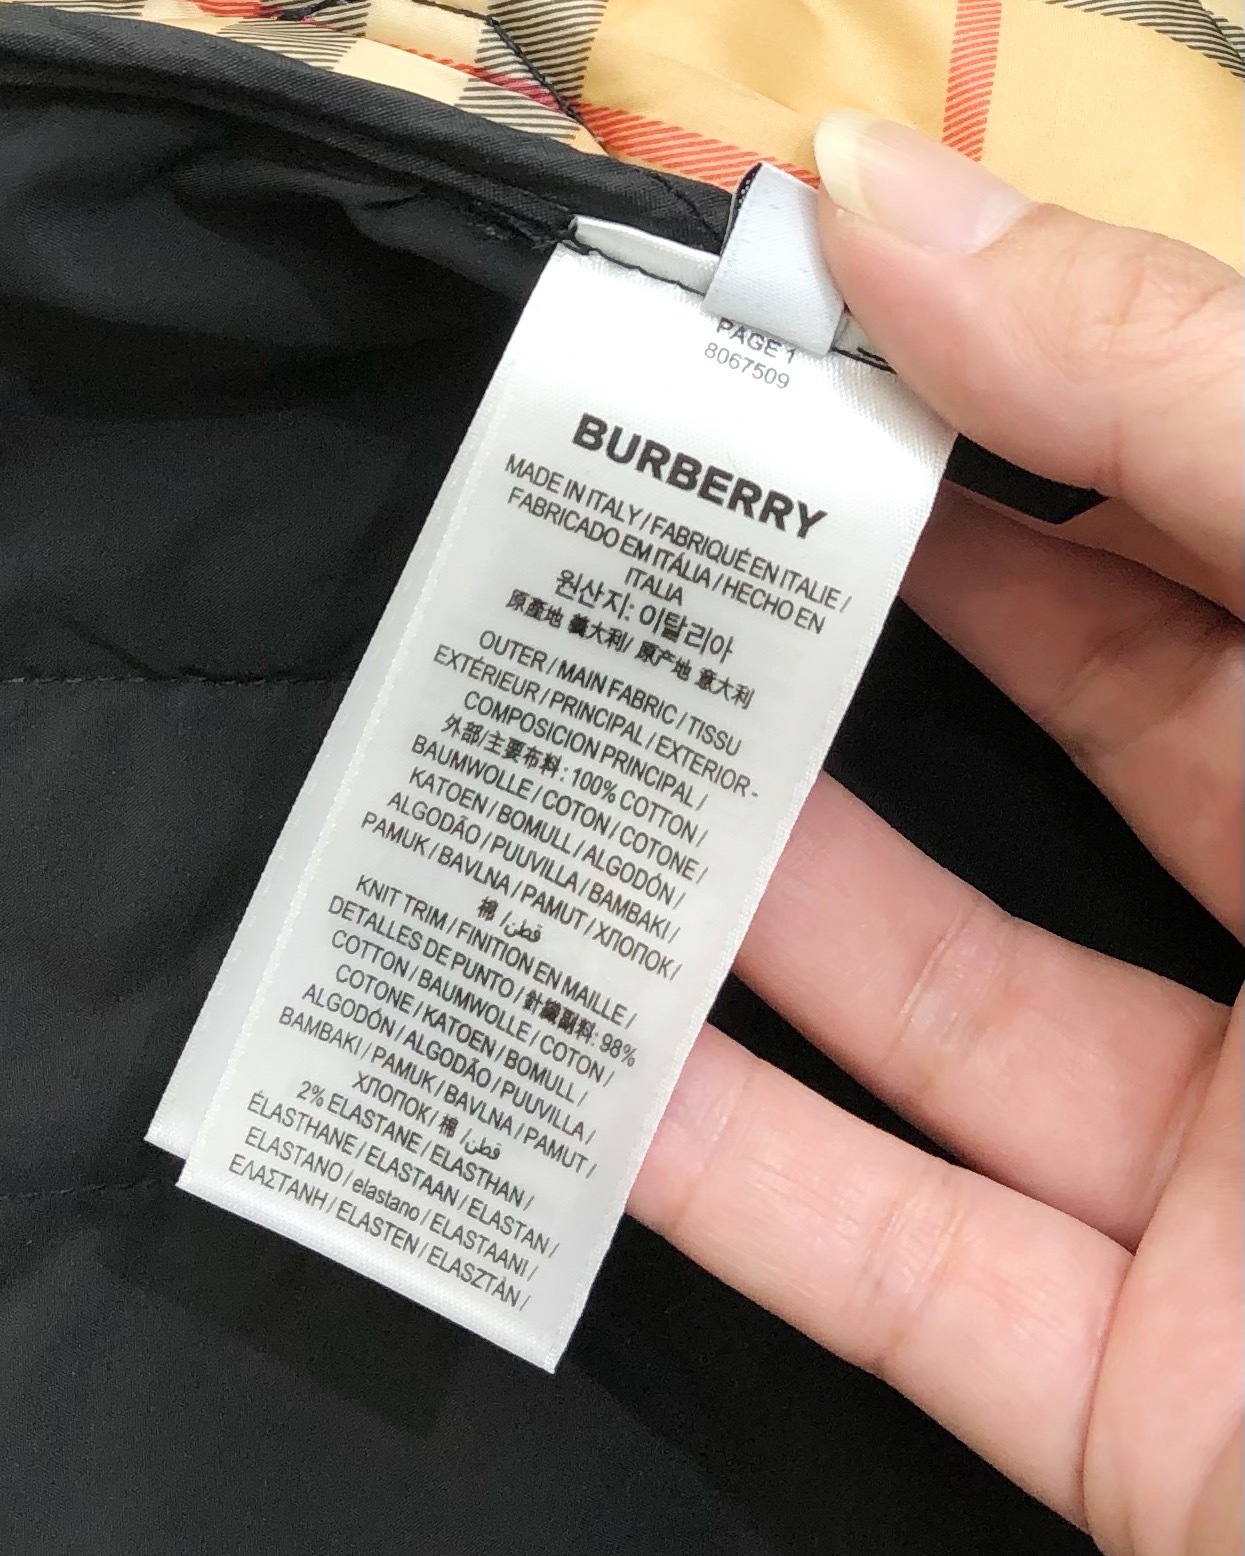 PAGE 1
8067509
BURBERRY
MADE IN ITALY / FABRIQUÉ EN ITALIE /
FABRICADO EM ITÁLIA / HECHO EN
ITALIA
원산지: 이탈리아
原產地 義大利/ 原产地 意大利
OUTER / MAIN FABRIC / TISSU
EXTÉRIEUR / PRINCIPAL / EXTERIOR -
COMPOSICION PRINCIPAL /
外部/主要布料: 100% COTTON /
BAUMWOLLE / COTON / COTONE /
KATOEN / BOMULL / ALGODÓN /
ALGODÃO / PUUVILLA / BAMBAKI /
PAMUK / BAVLNA / PAMUT / ХЛОПОК /
棉 / قطن
KNIT TRIM / FINITION EN MAILLE /
DETALLES DE PUNTO / 針織副料: 98%
COTTON / BAUMWOLLE / COTON /
COTONE / KATOEN / BOMULL /
ALGODÓN / ALGODÃO / PUUVILLA /
BAMBAKI / PAMUK / BAVLNA / PAMUT /
ХЛОПОК / 棉 / قطن
2% ELASTANE / ELASTHAN /
ÉLASTHANE / ELASTAAN / ELASTAN /
ELASTANO / elastano / ELASTAANI /
ΕΛΑΣΤΑΝΗ / ELASTEN / ELASZTÁN /